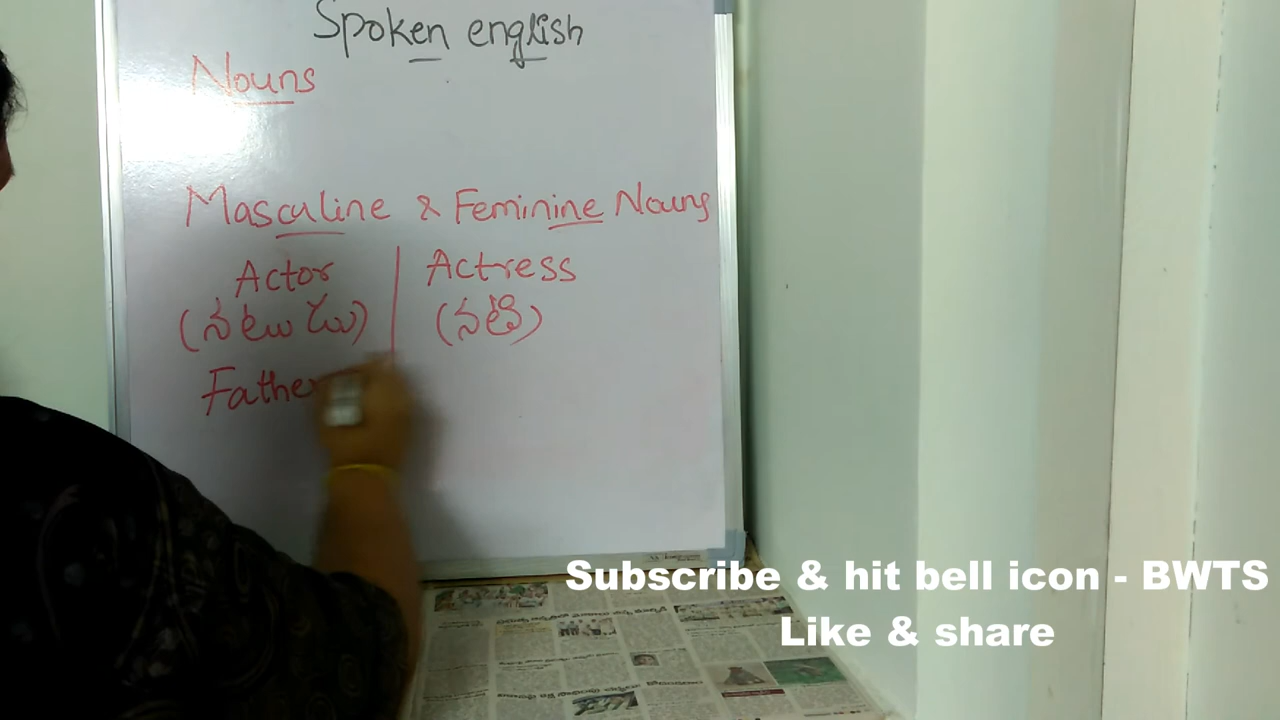 Spoken english
Nouns
Masculine & Feminine Nouns
Actor | Actress
(నటుడు) (నటి)
Father
Subscribe & hit bell icon - BWTS
Like & share